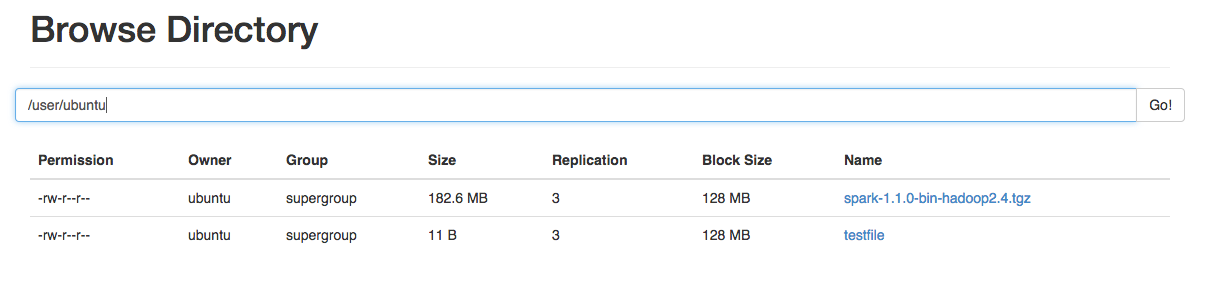 Browse Directory
/user/ubuntu Go!
Permission Owner Group Size Replication Block Size Name
-rw-r--r-- ubuntu supergroup 182.6 MB 3 128 MB spark-1.1.0-bin-hadoop2.4.tgz
-rw-r--r-- ubuntu supergroup 11 B 3 128 MB testfile